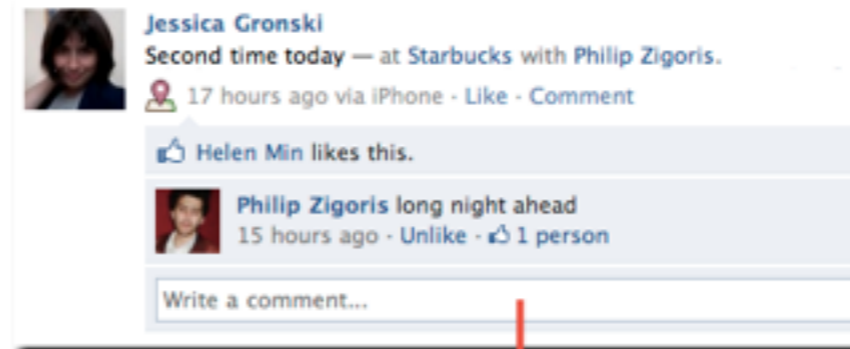 Jessica Gronski
Second time today — at Starbucks with Philip Zigoris.
17 hours ago via iPhone · Like · Comment
Helen Min likes this.
Philip Zigoris long night ahead
15 hours ago · Unlike · 1 person
Write a comment...